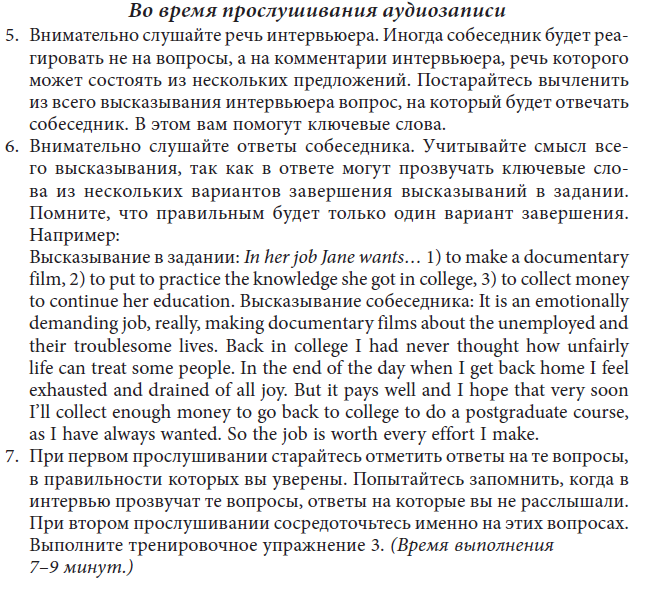 Во время прослушивания аудиозаписи
5. Внимательно слушайте речь интервьюера. Иногда собеседник будет реа-
гировать не на вопросы, а на комментарии интервьюера, речь которого
может состоять из нескольких предложений. Постарайтесь вычленить
из всего высказывания интервьюера вопрос, на который будет отвечать
собеседник. В этом вам помогут ключевые слова.
6. Внимательно слушайте ответы собеседника. Учитывайте смысл все-
го высказывания, так как в ответе могут прозвучать ключевые сло-
ва из нескольких вариантов завершения высказываний в задании.
Помните, что правильным будет только один вариант завершения.
Например:
Высказывание в задании: In her job Jane wants… 1) to make a documentary
film, 2) to put to practice the knowledge she got in college, 3) to collect money
to continue her education. Высказывание собеседника: It is an emotionally
demanding job, really, making documentary films about the unemployed and
their troublesome lives. Back in college I had never thought how unfairly
life can treat some people. In the end of the day when I get back home I feel
exhausted and drained of all joy. But it pays well and I hope that very soon
I’ll collect enough money to go back to college to do a postgraduate course,
as I have always wanted. So the job is worth every effort I make.
7. При первом прослушивании старайтесь отметить ответы на те вопросы,
в правильности которых вы уверены. Попытайтесь запомнить, когда в
интервью прозвучат те вопросы, ответы на которые вы не расслышали.
При втором прослушивании сосредоточьтесь именно на этих вопросах.
Выполните тренировочное упражнение 3. (Время выполнения
7–9 минут.)